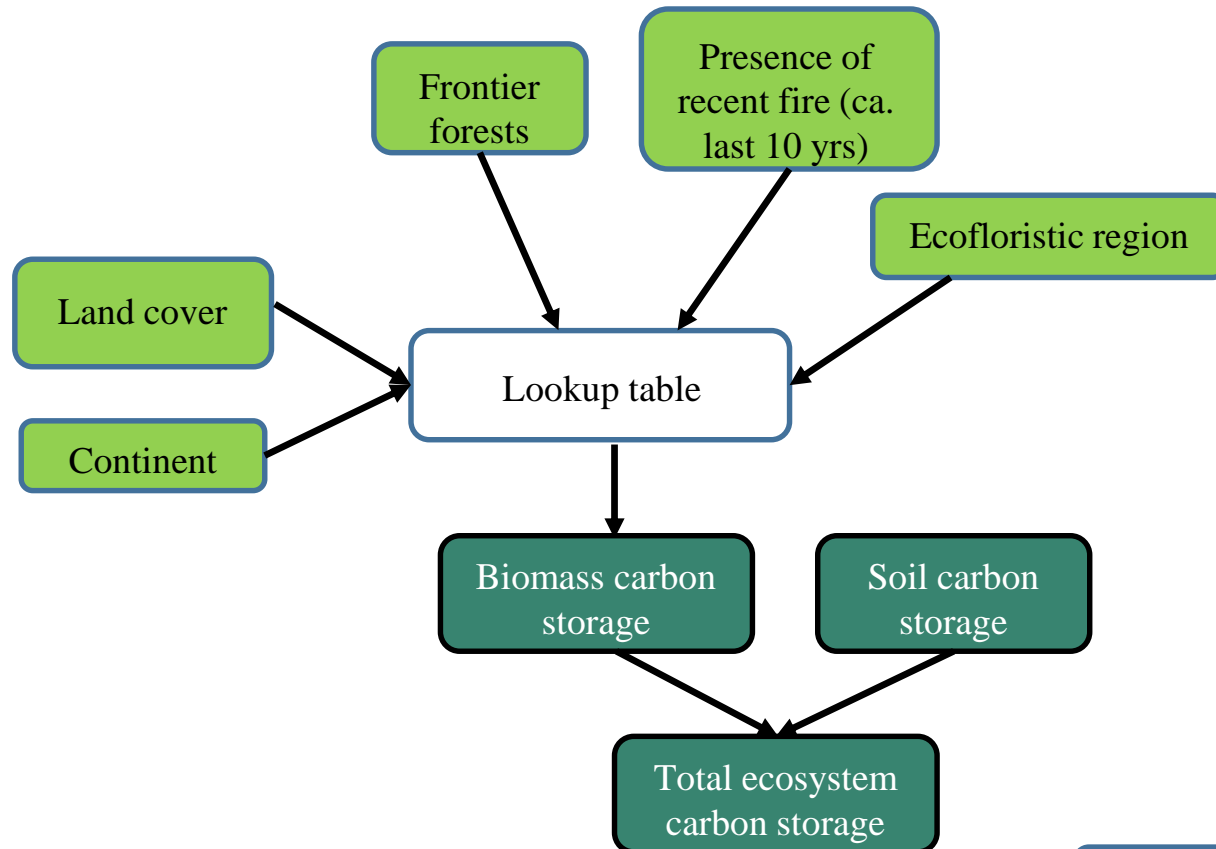 Frontier
forests
Presence of
recent fire (ca.
last 10 yrs)
Ecofloristic region
Land cover
Lookup table
Continent
Biomass carbon
storage
Soil carbon
storage
Total ecosystem
carbon storage